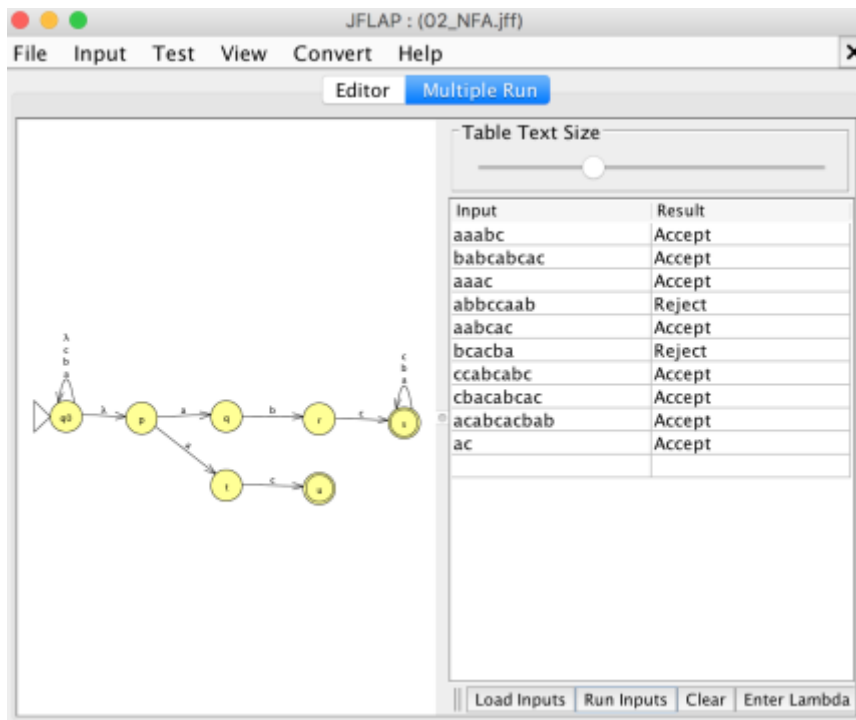 JFLAP : (02_NFA.jff)
File Input Test View Convert Help
Editor Multiple Run
Table Text Size
Input Result
aaabc Accept
babcabcac Accept
aaac Accept
abbccaab Reject
aabcac Accept
bcacba Reject
ccabcabc Accept
cbacabcac Accept
acabcacbab Accept
ac Accept
λ
c
b
a
c
b
a
q0 λ p a q b r c s
a
t c u
Load Inputs Run Inputs Clear Enter Lambda